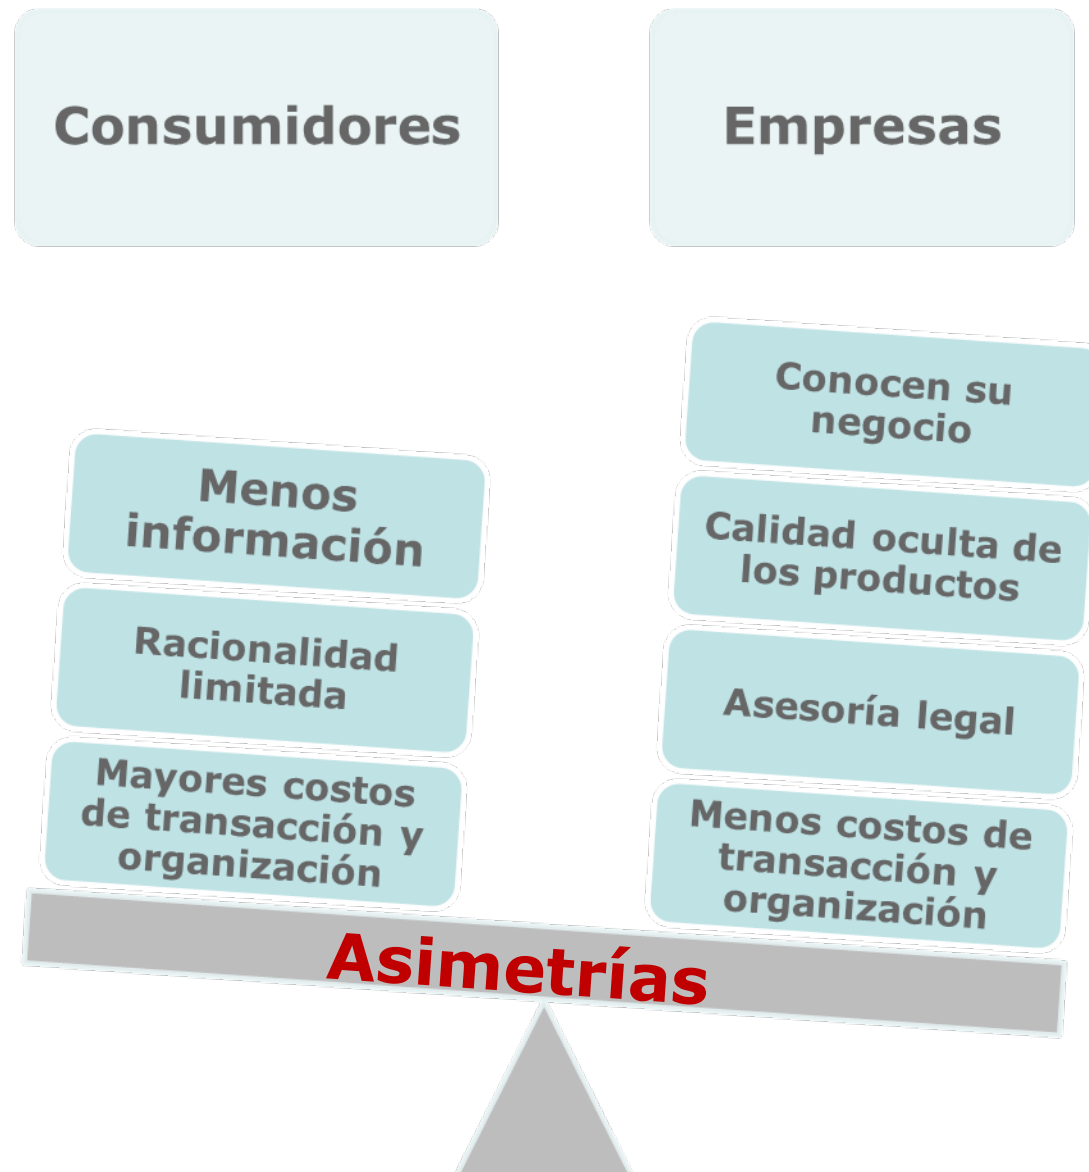 Consumidores
Empresas
Menos
información
Racionalidad
limitada
Mayores costos
de transacción y
organización
Conocen su
negocio
Calidad oculta de
los productos
Asesoría legal
Menos costos de
transacción y
organización
Asimetrías